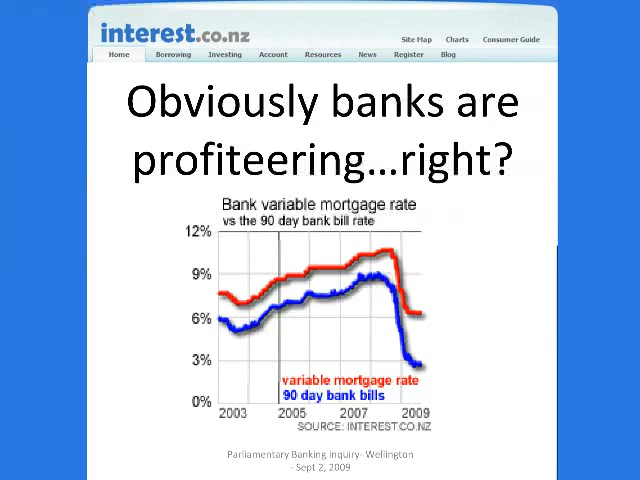 interest.co.nz
Site Map Charts Consumer Guide
Home Borrowing Investing Account Resources News Register Blog
Obviously banks are
profiteering...right?
Bank variable mortgage rate
vs the 90 day bank bill rate
12%
9%
6%
3%
0%
variable mortgage rate
90 day bank bills
2003 2005 2007 2009
SOURCE: INTEREST.CO.NZ
Parliamentary Banking Inquiry- Wellington
- Sept 2, 2009